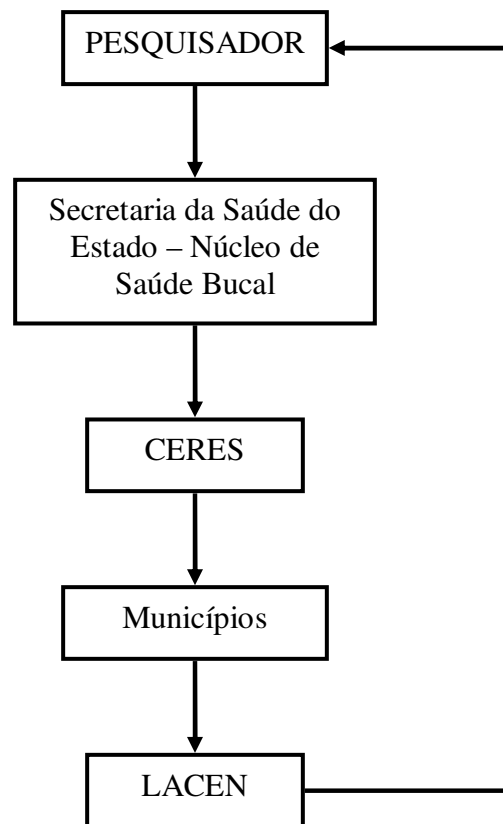 PESQUISADOR
Secretaria da Saúde do
Estado – Núcleo de
Saúde Bucal
CERES
Municípios
LACEN